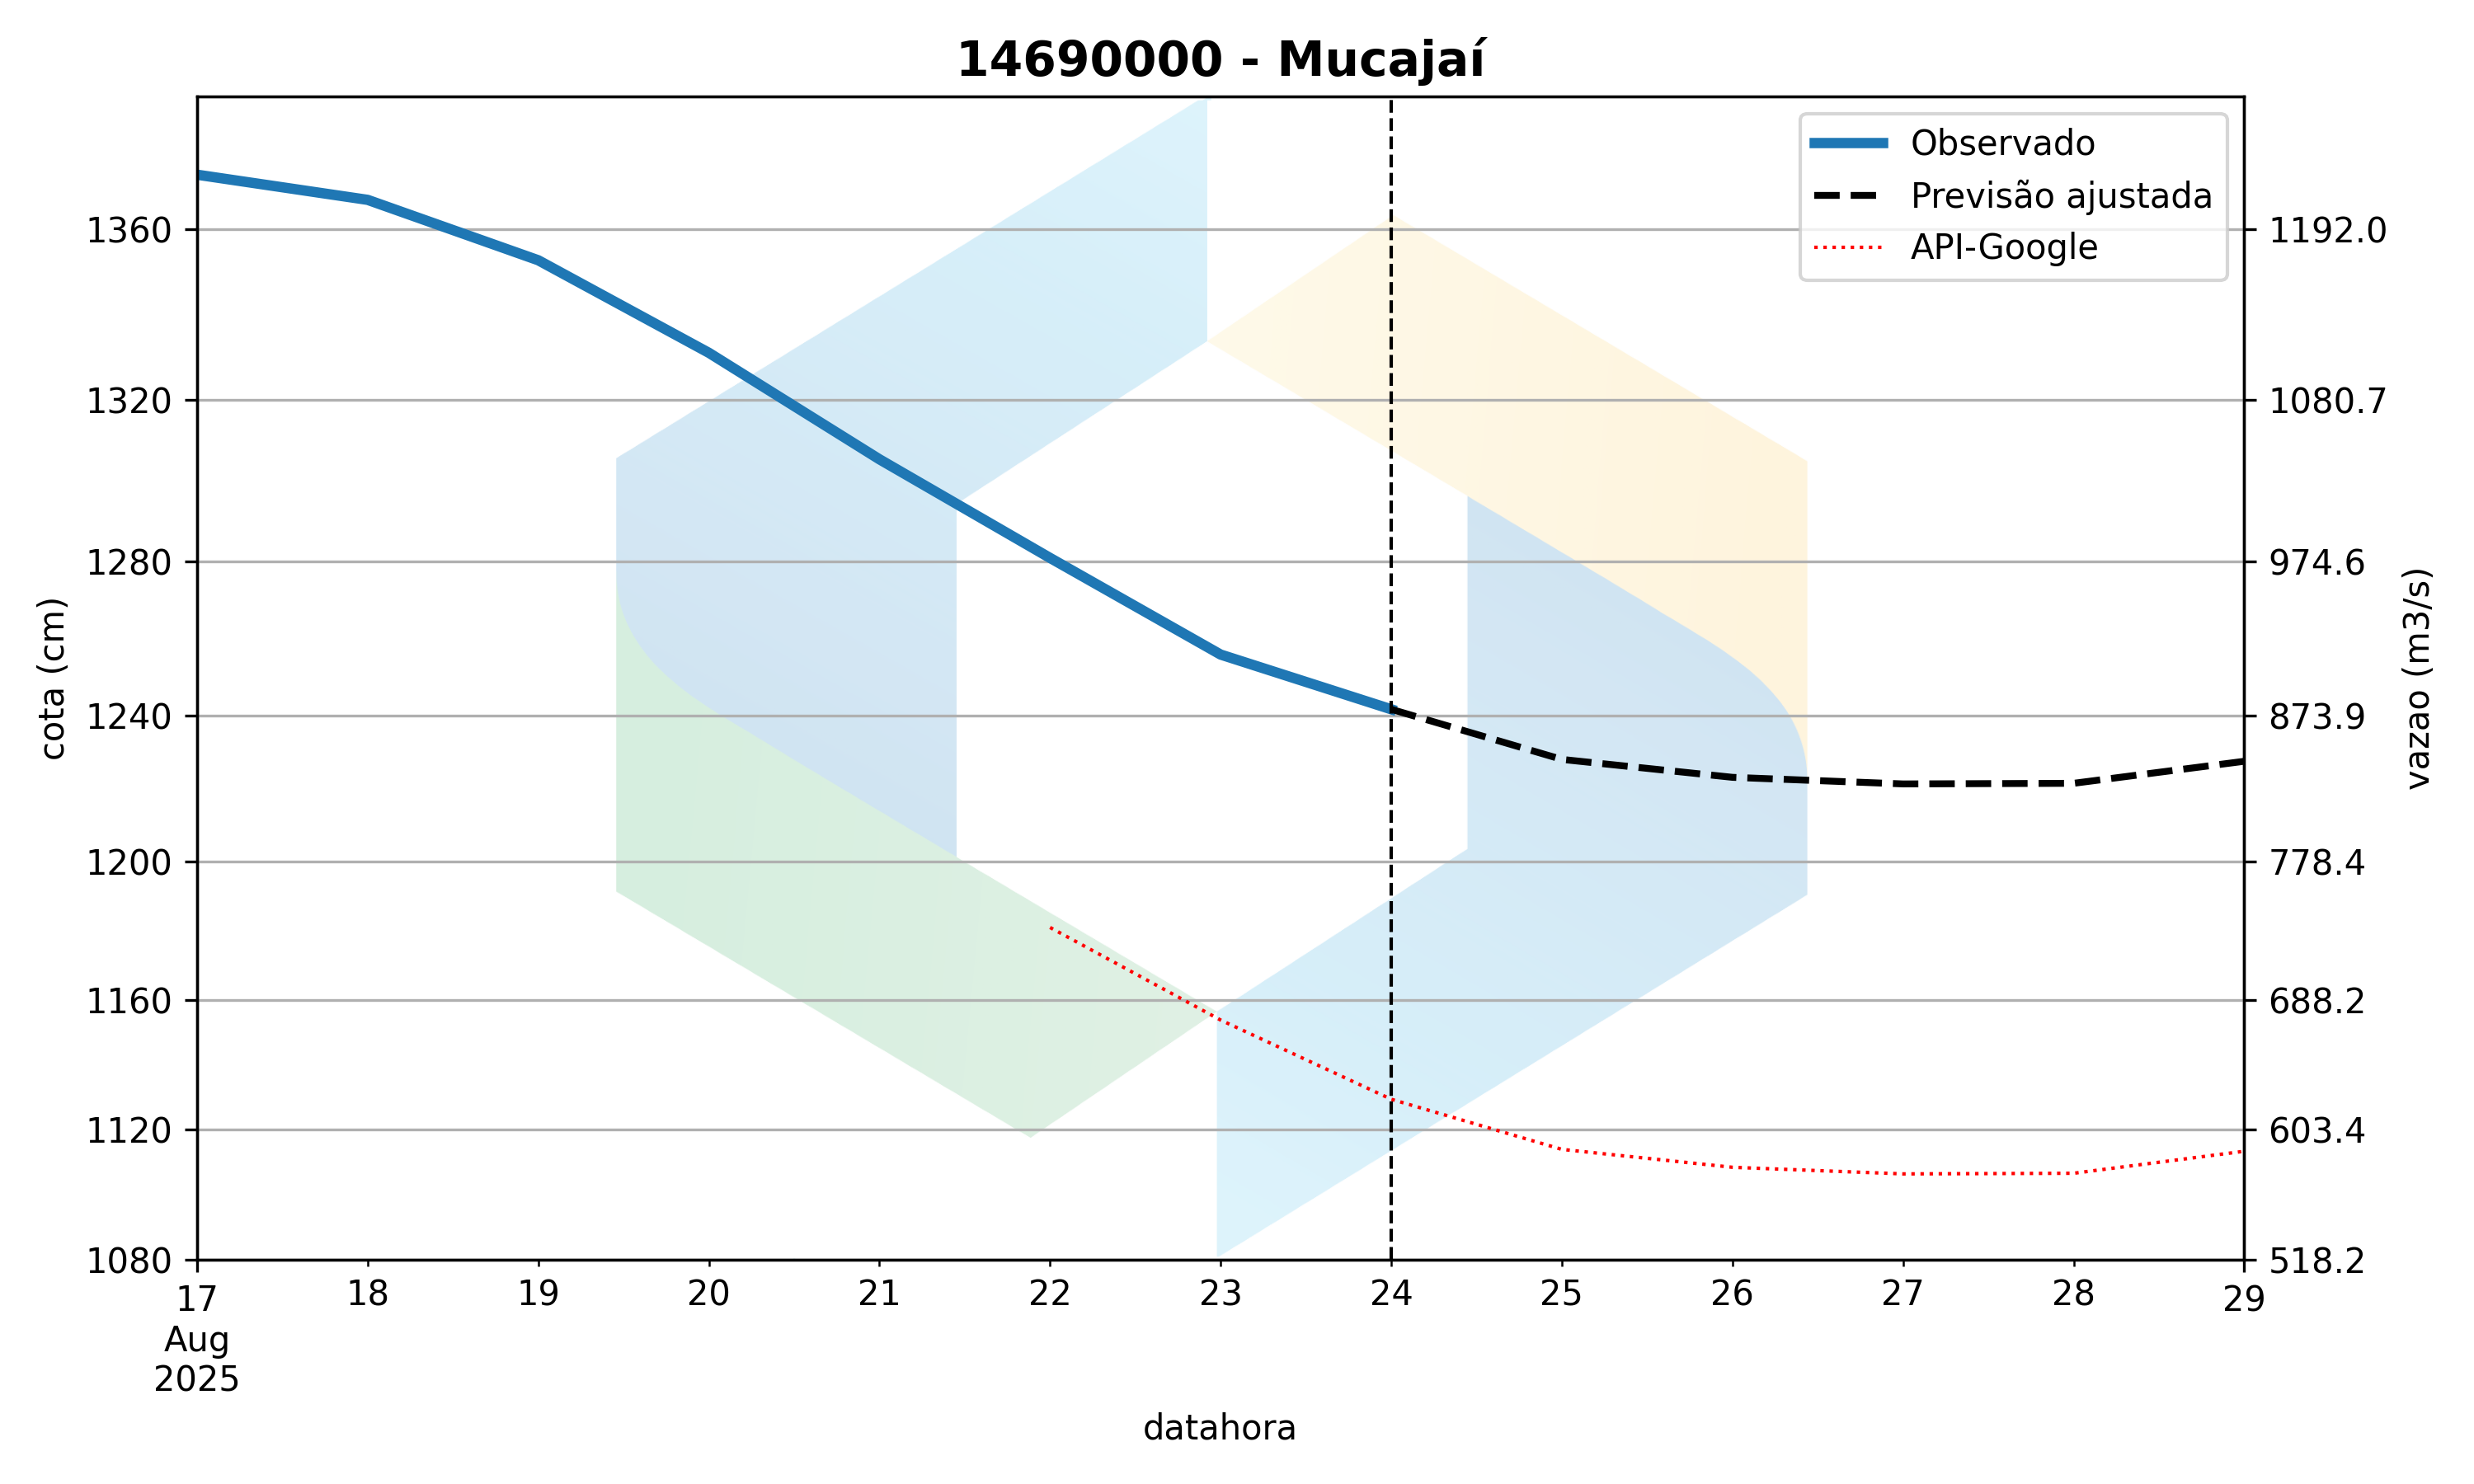 14690000 - Mucajaí
Observado
Previsão ajustada
API-Google
cota (cm)
1360
1320
1280
1240
1200
1160
1120
1080
1192.0
1080.7
974.6
873.9
778.4
688.2
603.4
518.2
vazao (m3/s)
17 18 19 20 21 22 23 24 25 26 27 28 29
Aug
2025
datahora